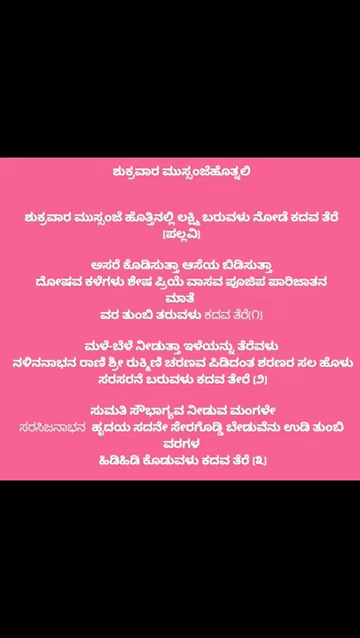 ಶುಕ್ರವಾರ ಮುಸ್ಸಂಜೆಹೊತ್ನಲಿ
ಶುಕ್ರವಾರ ಮುಸ್ಸಂಜೆ ಹೊತ್ತಿನಲ್ಲಿ ಲಕ್ಷ್ಮಿ ಬರುವಳು ನೋಡೆ ಕದವ ತೆರೆ
(ಪಲ್ಲವಿ)
ಅಸರೆ ಕೊಡಿಸುತ್ತಾ ಆಸೆಯ ಬಿಡಿಸುತ್ತಾ
ದೋಷವ ಕಳೆಗಳು ಶೇಷ ಪ್ರಿಯೆ ವಾಸವ ಪೂಜಿಪ ಪಾರಿಜಾತನ
ಮಾತೆ
ವರ ತುಂಬಿ ತರುವಳು ಕದವ ತೆರೆ(೧)
ಮಳೆ-ಬೆಳೆ ನೀಡುತ್ತಾ ಇಳೆಯನ್ನು ತೆರೆವಳು
ನಳಿನನಾಭನ ರಾಣಿ ಶ್ರೀ ರುಕ್ಮಿಣಿ ಚರಣವ ಪಿಡಿದಂತ ಶರಣರ ಸಲ ಹೊಳು
ಸರಸರನೆ ಬರುವಳು ಕದವ ತೇರೆ (೨)
ಸುಮತಿ ಸೌಭಾಗ್ಯವ ನೀಡುವ ಮಂಗಳೇ
ಸರಸಿಜನಾಭನ ಹೃದಯ ಸದನೇ ಸೇರಗೊಡ್ಡಿ ಬೇಡುವೆನು ಉಡಿ ತುಂಬಿ
ವರಗಳ
ಹಿಡಿಹಿಡಿ ಕೊಡುವಳು ಕದವ ತೆರೆ (೩)